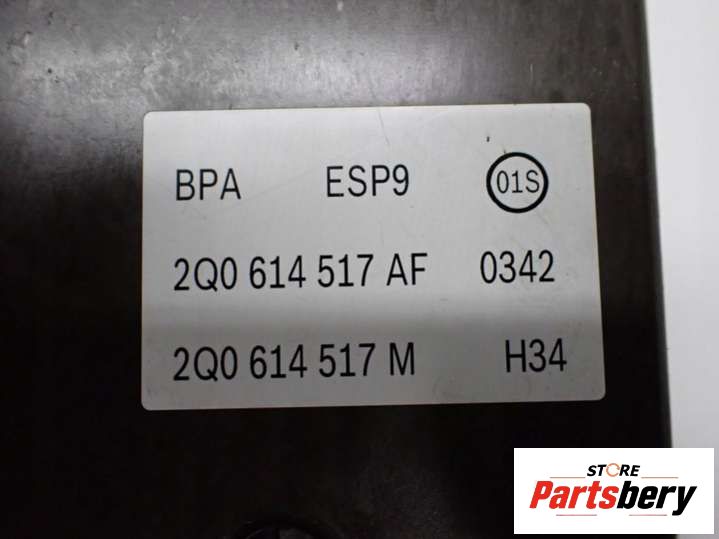 BPA ESP9 01S
2Q0 614 517 AF 0342
2Q0 614 517 M H34
STORE
Partsbery